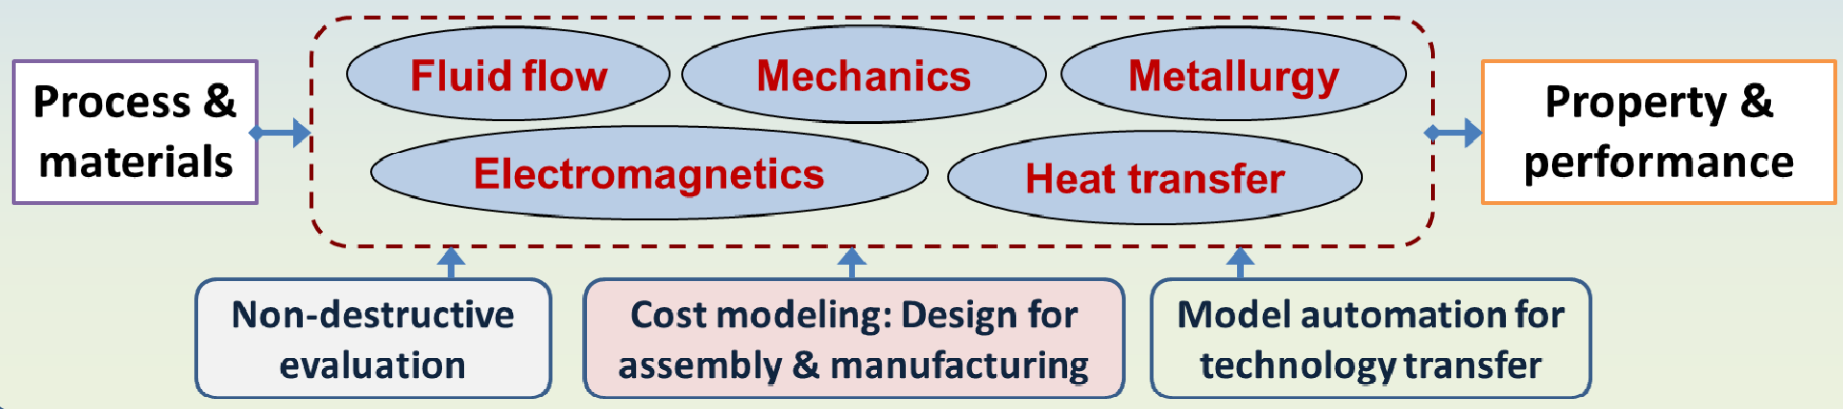 Process &
materials
Fluid flow
Mechanics
Metallurgy
Electromagnetics
Heat transfer
Property &
performance
Non-destructive
evaluation
Cost modeling: Design for
assembly & manufacturing
Model automation for
technology transfer